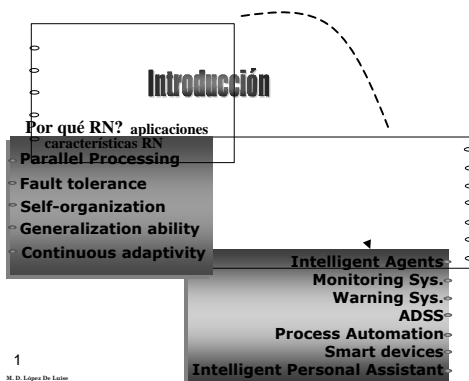 Introducción
Por qué RN? aplicaciones
características RN
Parallel Processing
Fault tolerance
Self-organization
Generalization ability
Continuous adaptivity
Intelligent Agents
Monitoring Sys.
Warning Sys.
ADSS
Process Automation
Smart devices
Intelligent Personal Assistant
1
M. D. López De Luise